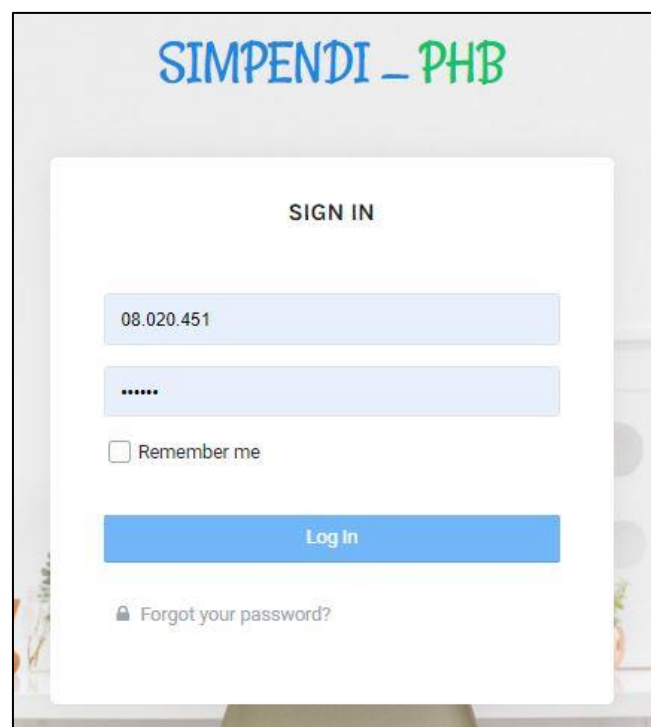 SIMPENDI _ PHB
SIGN IN
08.020.451
••••••
Remember me
Log In
Forgot your password?